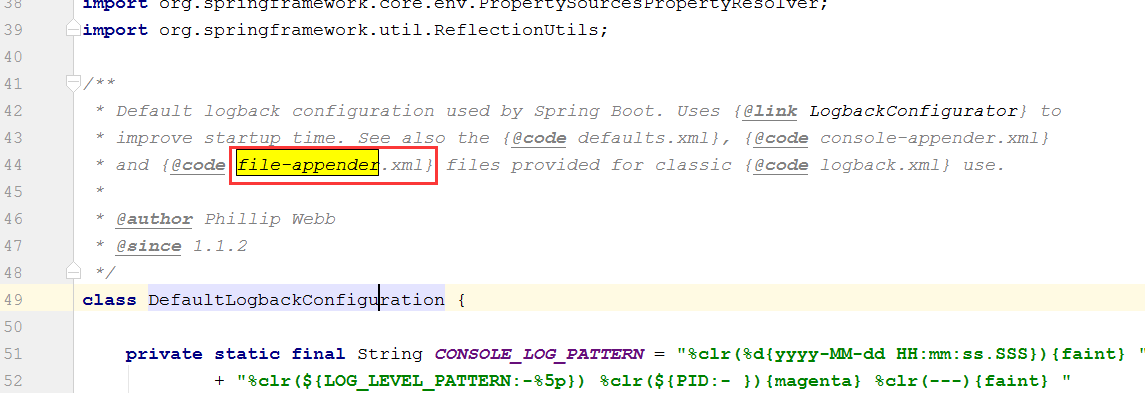 38 import org.springframework.core.env.PropertySourcesPropertyResolver;
39 import org.springframework.util.ReflectionUtils;
40
41 /**
42 * Default logback configuration used by Spring Boot. Uses {@link LogbackConfigurator} to
43 * improve startup time. See also the {@code defaults.xml}, {@code console-appender.xml}
44 * and {@code file-appender.xml} files provided for classic {@code logback.xml} use.
45 *
46 * @author Phillip Webb
47 * @since 1.1.2
48 */
49 class DefaultLogbackConfiguration {
50
51 private static final String CONSOLE_LOG_PATTERN = "%clr(%d{yyyy-MM-dd HH:mm:ss.SSS}){faint} "
52 + "%clr(${LOG_LEVEL_PATTERN:-%5p}) %clr(${PID:- }){magenta} %clr(---){faint} "